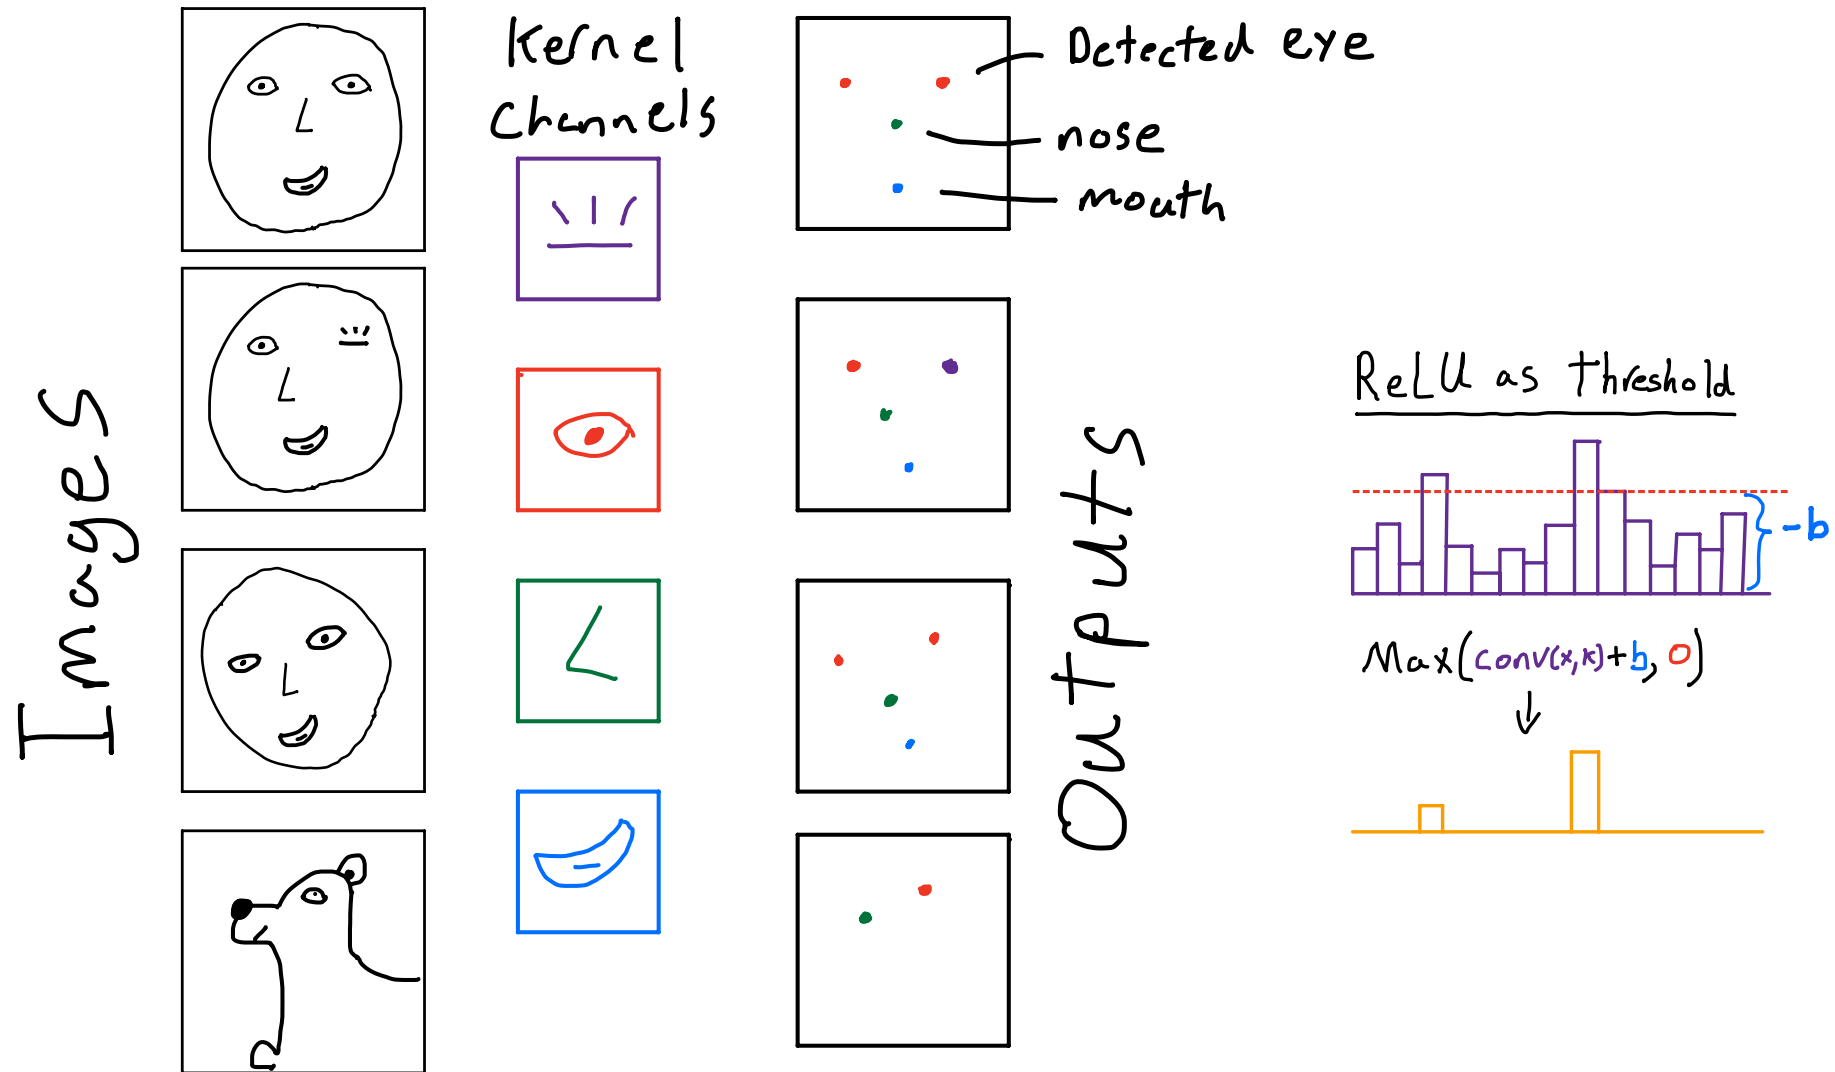 Images
Kernel
Channels
Detected eye
nose
mouth
Outputs
ReLU as threshold
-b
Max(conv(x,k)+b, 0)